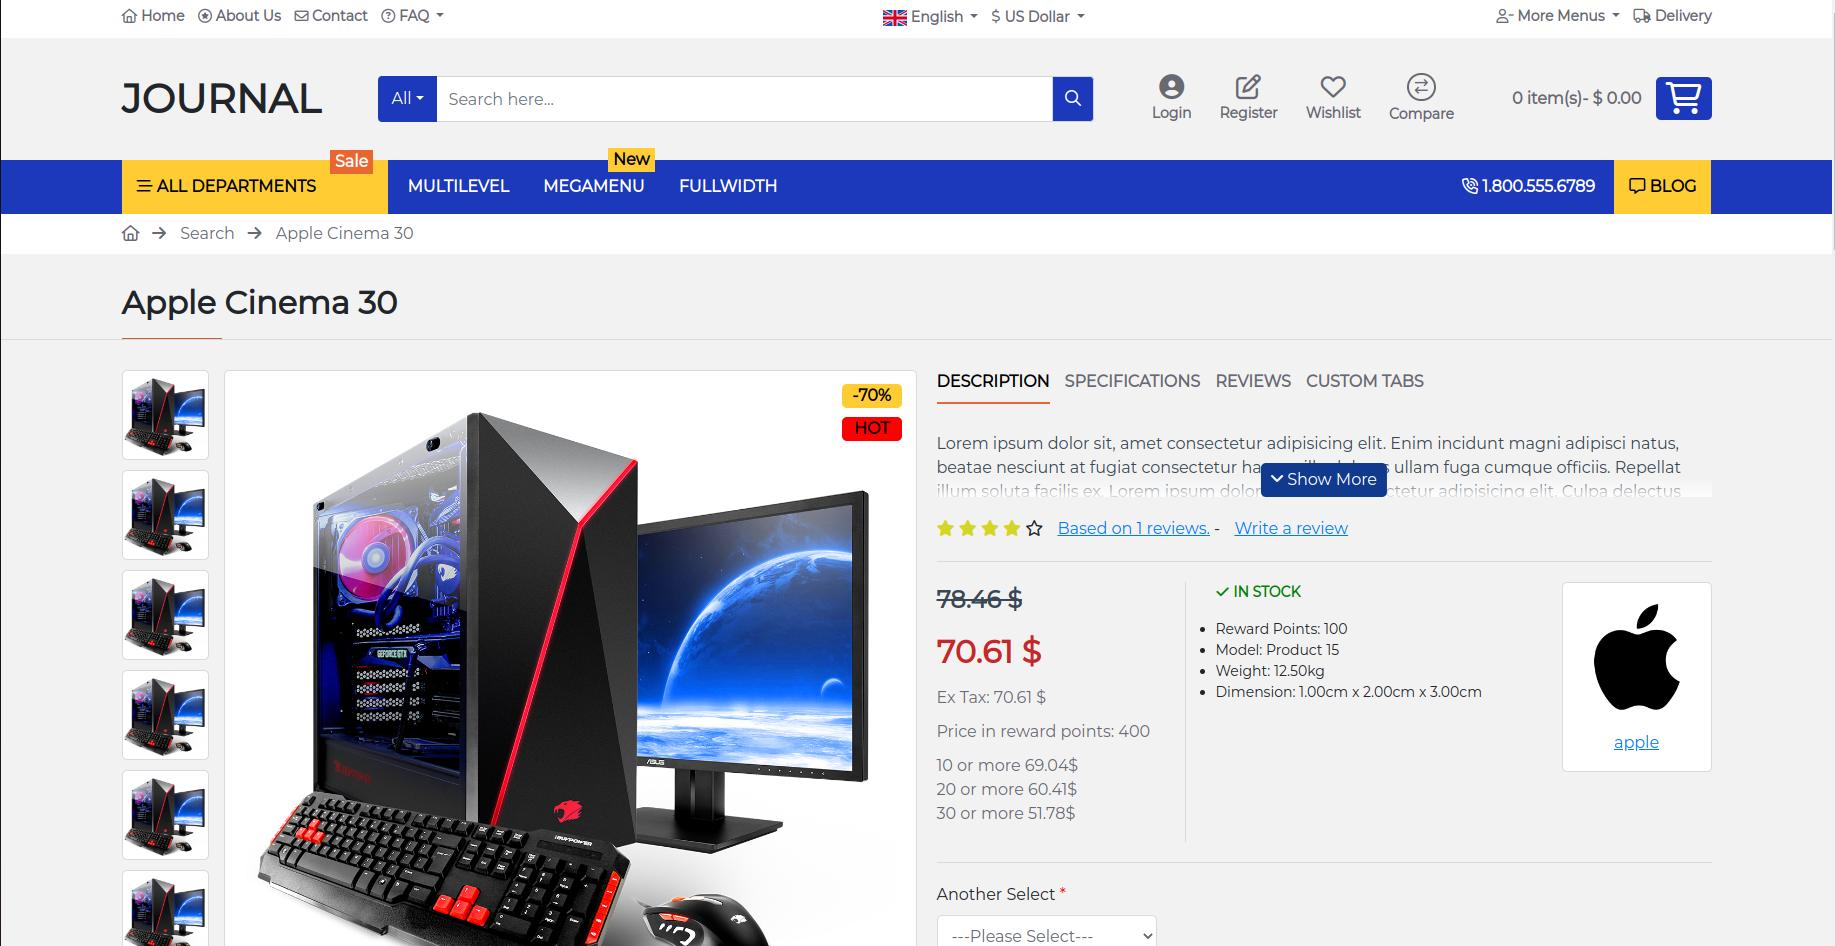 Home About Us Contact FAQ
English $ US Dollar
More Menus Delivery
JOURNAL
All Search here...
Login Register Wishlist Compare
0 item(s)- $ 0.00
Sale
New
ALL DEPARTMENTS MULTILEVEL MEGAMENU FULLWIDTH
1.800.555.6789 BLOG
Search Apple Cinema 30
Apple Cinema 30
-70%
HOT
GEFORCE GTX
ASUS
iBUYPOWER
DESCRIPTION SPECIFICATIONS REVIEWS CUSTOM TABS
Lorem ipsum dolor sit, amet consectetur adipisicing elit. Enim incidunt magni adipisci natus,
beatae nesciunt at fugiat consectetur ullam fuga cumque officiis. Repellat
illum soluta facilis ex. Lorem ipsum dolor adipisicing elit. Culpa delectus
Show More
Based on 1 reviews. - Write a review
78.46 $
70.61 $
Ex Tax: 70.61 $
Price in reward points: 400
10 or more 69.04$
20 or more 60.41$
30 or more 51.78$
IN STOCK
Reward Points: 100
Model: Product 15
Weight: 12.50kg
Dimension: 1.00cm x 2.00cm x 3.00cm
apple
Another Select *
---Please Select---